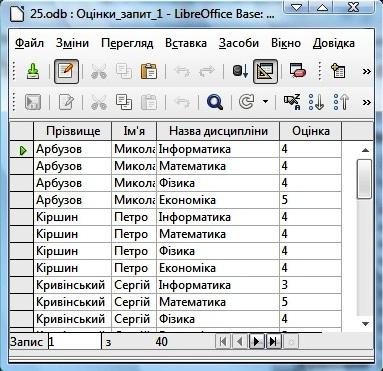 25.odb : Оцінки_запит_1 - LibreOffice Base: ...
Файл Зміни Перегляд Вставка Засоби Вікно Довідка
Прізвище Ім'я Назва дисципліни Оцінка
Арбузов Микола Інформатика 4
Арбузов Микола Математика 4
Арбузов Микола Фізика 4
Арбузов Микола Економіка 5
Кіршин Петро Інформатика 4
Кіршин Петро Математика 4
Кіршин Петро Фізика 4
Кіршин Петро Економіка 4
Кривінський Сергій Інформатика 3
Кривінський Сергій Математика 5
Кривінський Сергій Фізика 4
Запис 1 з 40